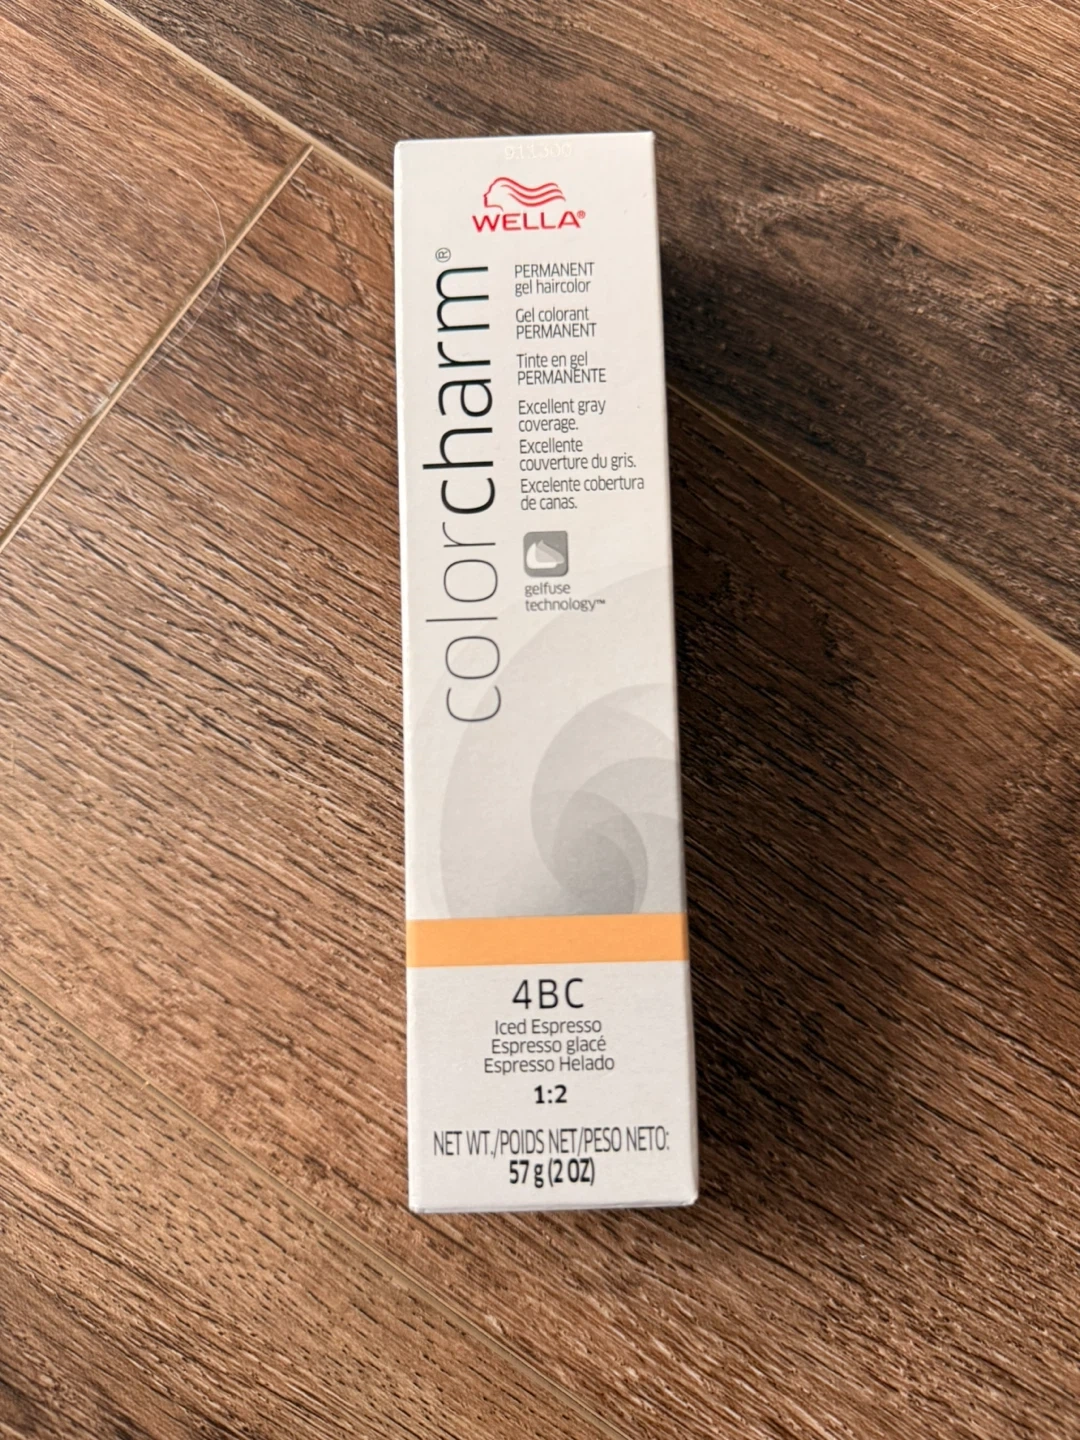 WELLA®
colorcharm®
PERMANENT
gel haircolor
Gel colorant
PERMANENT
Tinte en gel
PERMANENTE
Excellent gray
coverage.
Excellente
couverture du gris.
Excelente cobertura
de canas.
gelfuse
technology™
4BC
Iced Espresso
Espresso glacé
Espresso Helado
1:2
NET WT./POIDS NET/PESO NETO:
57 g (2 OZ)